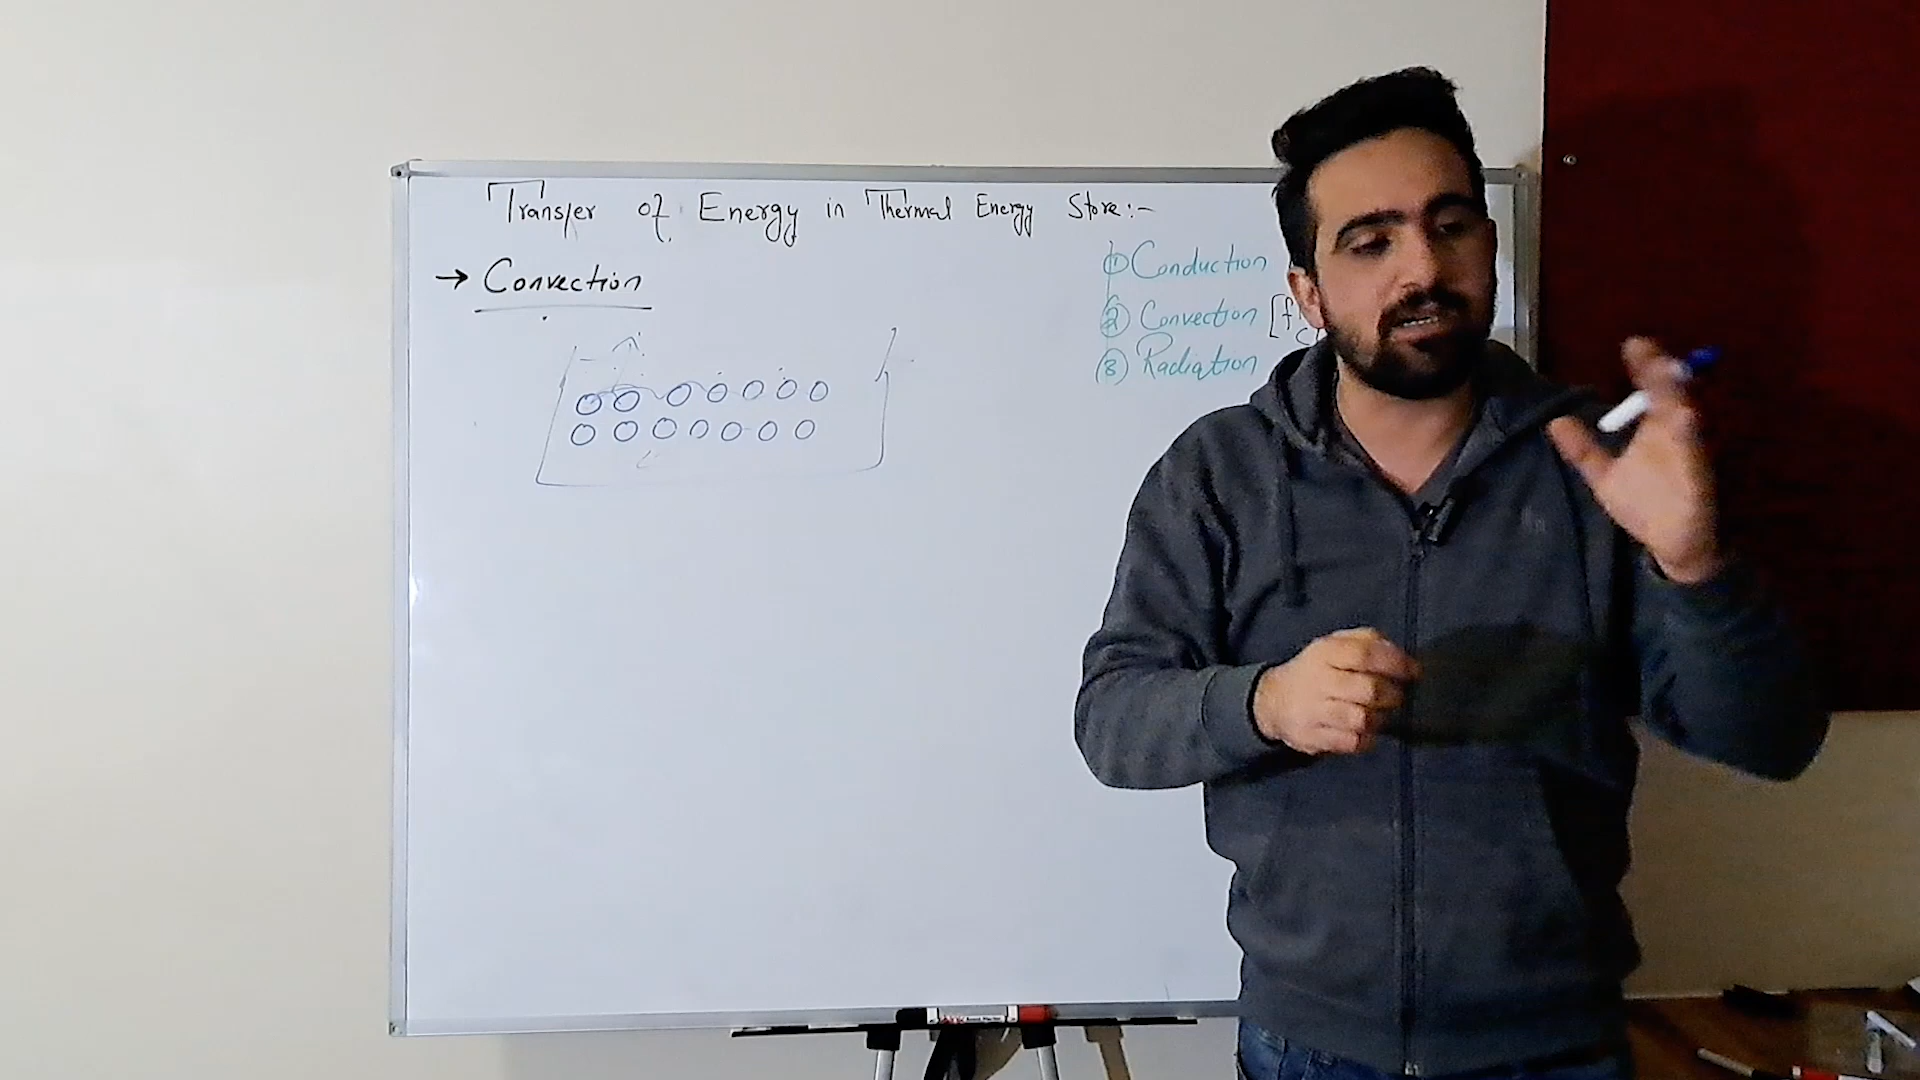 Transfer of Energy in Thermal Energy Store:-
→ Convection
① Conduction
② Convection [f
③ Radiation